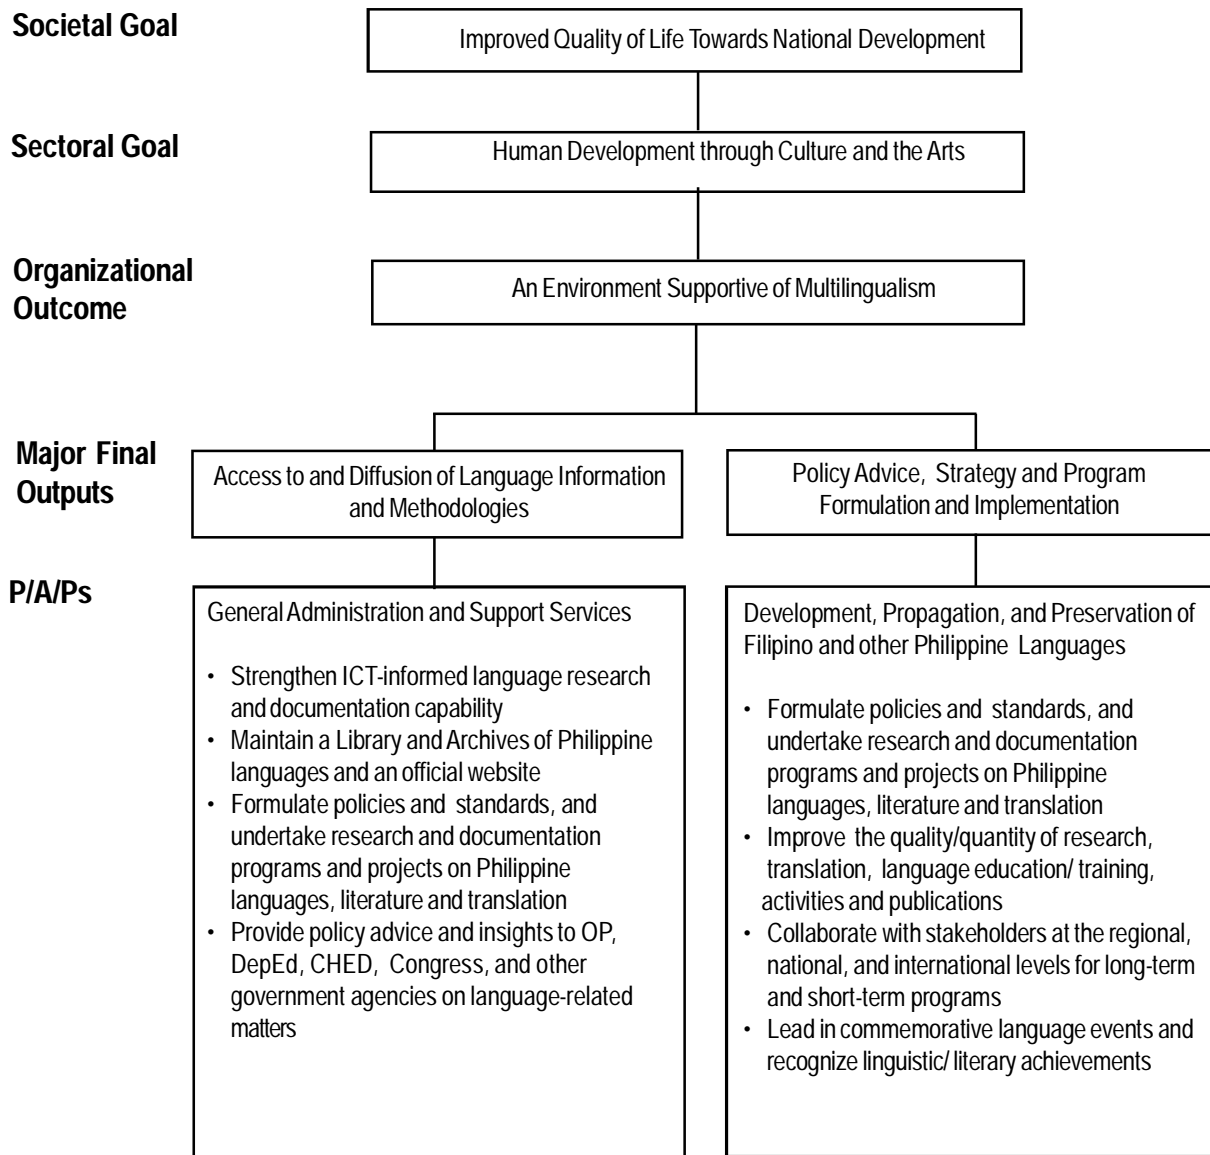 Societal Goal
Improved Quality of Life Towards National Development
Sectoral Goal
Human Development through Culture and the Arts
Organizational
Outcome
An Environment Supportive of Multilingualism
Major Final
Outputs
Access to and Diffusion of Language Information
and Methodologies
Policy Advice, Strategy and Program
Formulation and Implementation
P/A/Ps
General Administration and Support Services
• Strengthen ICT-informed language research
and documentation capability
• Maintain a Library and Archives of Philippine
languages and an official website
• Formulate policies and standards, and
undertake research and documentation
programs and projects on Philippine
languages, literature and translation
• Provide policy advice and insights to OP,
DepEd, CHED, Congress, and other
government agencies on language-related
matters
Development, Propagation, and Preservation of
Filipino and other Philippine Languages
• Formulate policies and standards, and
undertake research and documentation
programs and projects on Philippine
languages, literature and translation
• Improve the quality/quantity of research,
translation, language education/ training,
activities and publications
• Collaborate with stakeholders at the regional,
national, and international levels for long-term
and short-term programs
• Lead in commemorative language events and
recognize linguistic/ literary achievements